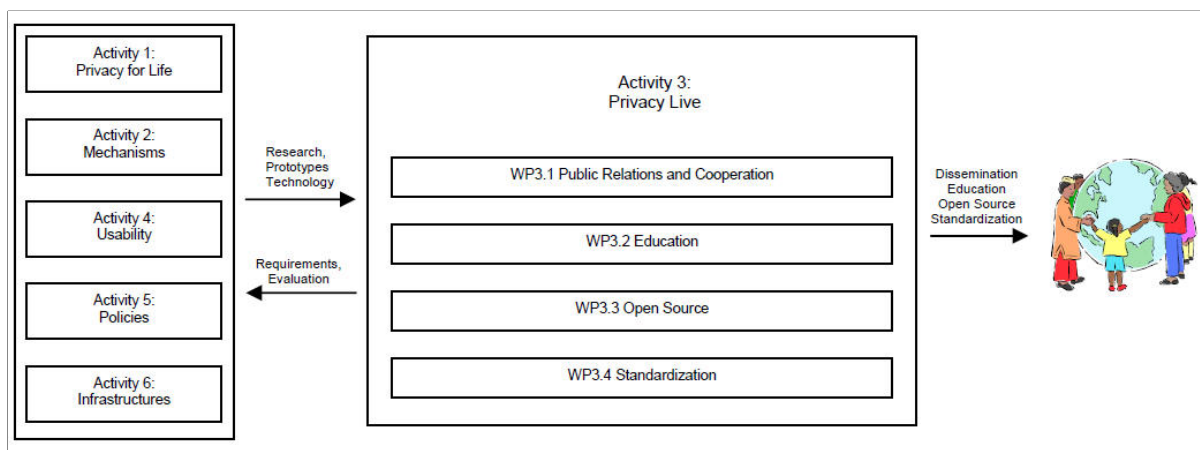 Activity 1:
Privacy for Life
Activity 2:
Mechanisms
Activity 4:
Usability
Activity 5:
Policies
Activity 6:
Infrastructures
Research,
Prototypes
Technology
Requirements,
Evaluation
Activity 3:
Privacy Live
WP3.1 Public Relations and Cooperation
WP3.2 Education
WP3.3 Open Source
WP3.4 Standardization
Dissemination
Education
Open Source
Standardization